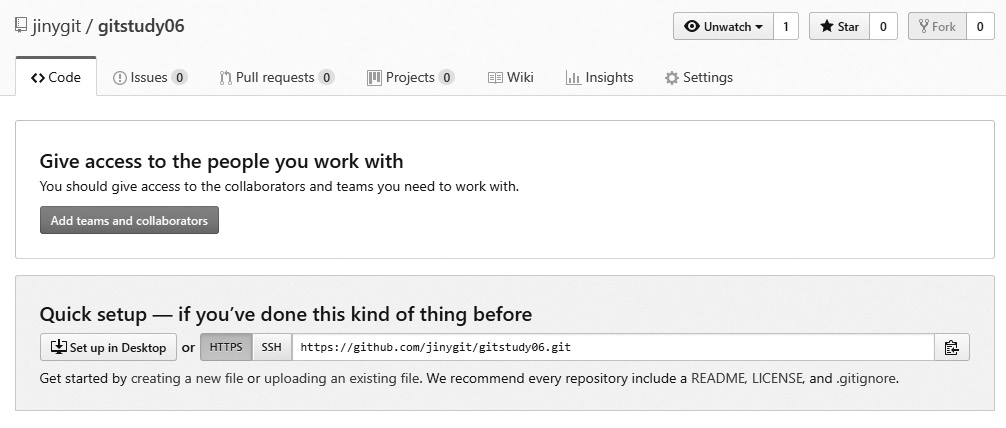 jinygit / gitstudy06
Unwatch 1 Star 0 Fork 0
Code Issues 0 Pull requests 0 Projects 0 Wiki Insights Settings
Give access to the people you work with
You should give access to the collaborators and teams you need to work with.
Add teams and collaborators
Quick setup — if you’ve done this kind of thing before
Set up in Desktop or HTTPS SSH https://github.com/jinygit/gitstudy06.git
Get started by creating a new file or uploading an existing file. We recommend every repository include a README, LICENSE, and .gitignore.